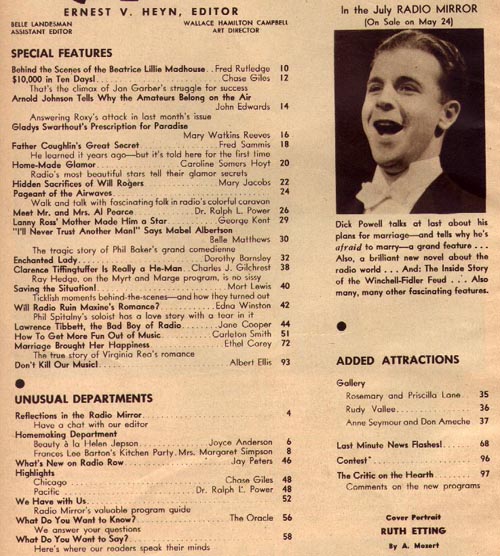 ERNEST V. HEYN, EDITOR
BELLE LANDESMAN
ASSISTANT EDITOR
WALLACE HAMILTON CAMPBELL
ART DIRECTOR
SPECIAL FEATURES
Behind the Scenes of the Beatrice Lillie Madhouse..Fred Rutledge 10
$10,000 in Ten Days!..........Chase Giles 12
That's the climax of Jon Garber's struggle for success
Arnold Johnson Tells Why the Amateurs Belong on the Air
John Edwards 14
Answering Roxy's attack in last month's issue
Gladys Swarthout's Prescription for Paradise
Mary Watkins Reeves 16
Father Coughlin's Great Secret..........Fred Sammis 18
He learned it years ago—but it's told here for the first time
Home-Made Glamor..........Caroline Somers Hoyt 20
Radio's most beautiful stars tell their glamor secrets
Hidden Sacrifices of Will Rogers..........Mary Jacobs 22
Pageant of the Airwaves..........24
Walk and talk with fascinating folk in radio's colorful caravan
Meet Mr. and Mrs. Al Pearce..........Dr. Ralph L. Power 26
Lanny Ross' Mother Made Him a Star..........George Kent 29
"I'll Never Trust Another Man!" Says Mabel Albertson
Belle Matthews 30
The tragic story of Phil Baker's grand comedienne
Enchanted Lady..........Dorothy Barnsley 32
Clarence Tiffingtuffer Is Really a He-Man..Charles J. Gilchrest 38
Ray Hedge, on the Myrt and Marge program, is no sissy
Saving the Situation!..........Mort Lewis 40
Ticklish moments behind-the-scenes—and how they turned out
Will Radio Ruin Maxine's Romance?..........Edna Winston 42
Phil Spitalny's soloist has a love story with a tear in it
Lawrence Tibbett, the Bad Boy of Radio..........Jane Cooper 44
How To Get More Fun Out of Music..........Carleton Smith 51
Marriage Brought Her Happiness..........Ethel Carey 72
The true story of Virginia Rea's romance
Don't Kill Our Music!..........Albert Ellis 93
UNUSUAL DEPARTMENTS
Reflections in the Radio Mirror..........4
Have a chat with our editor
Homemaking Department
Beauty à la Helen Jepson..........Joyce Anderson 6
Frances Lee Barton's Kitchen Party.Mrs. Margaret Simpson 8
What's New on Radio Row..........Jay Peters 46
Highlights
Chicago..........Chase Giles 48
Pacific..........Dr. Ralph L. Power 48
We Have with Us..........52
Radio Mirror's valuable program guide
What Do You Want to Know?..........The Oracle 56
We answer your questions
What Do You Want to Say?..........58
Here's where our readers speak their minds
In the July RADIO MIRROR
(On Sale on May 24)
Dick Powell talks at last about his
plans for marriage—and tells why he's
afraid to marry—a grand feature . . .
Also, a brilliant new novel about the
radio world . . . And: The Inside Story
of the Winchell-Fidler Feud . . . Also
many, many other fascinating features.
ADDED ATTRACTIONS
Gallery
Rosemary and Priscilla Lane.....35
Rudy Vallee..........36
Anne Seymour and Don Ameche 37
Last Minute News Flashes!......68
Contest..........96
The Critic on the Hearth.........97
Comments on the new programs
Cover Portrait
RUTH ETTING
By A. Mozert